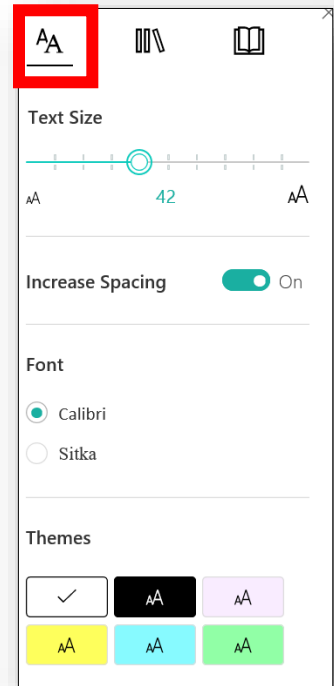 AA
Text Size
AA 42 AA
Increase Spacing On
Font
Calibri
Sitka
Themes
AA AA
AA AA AA